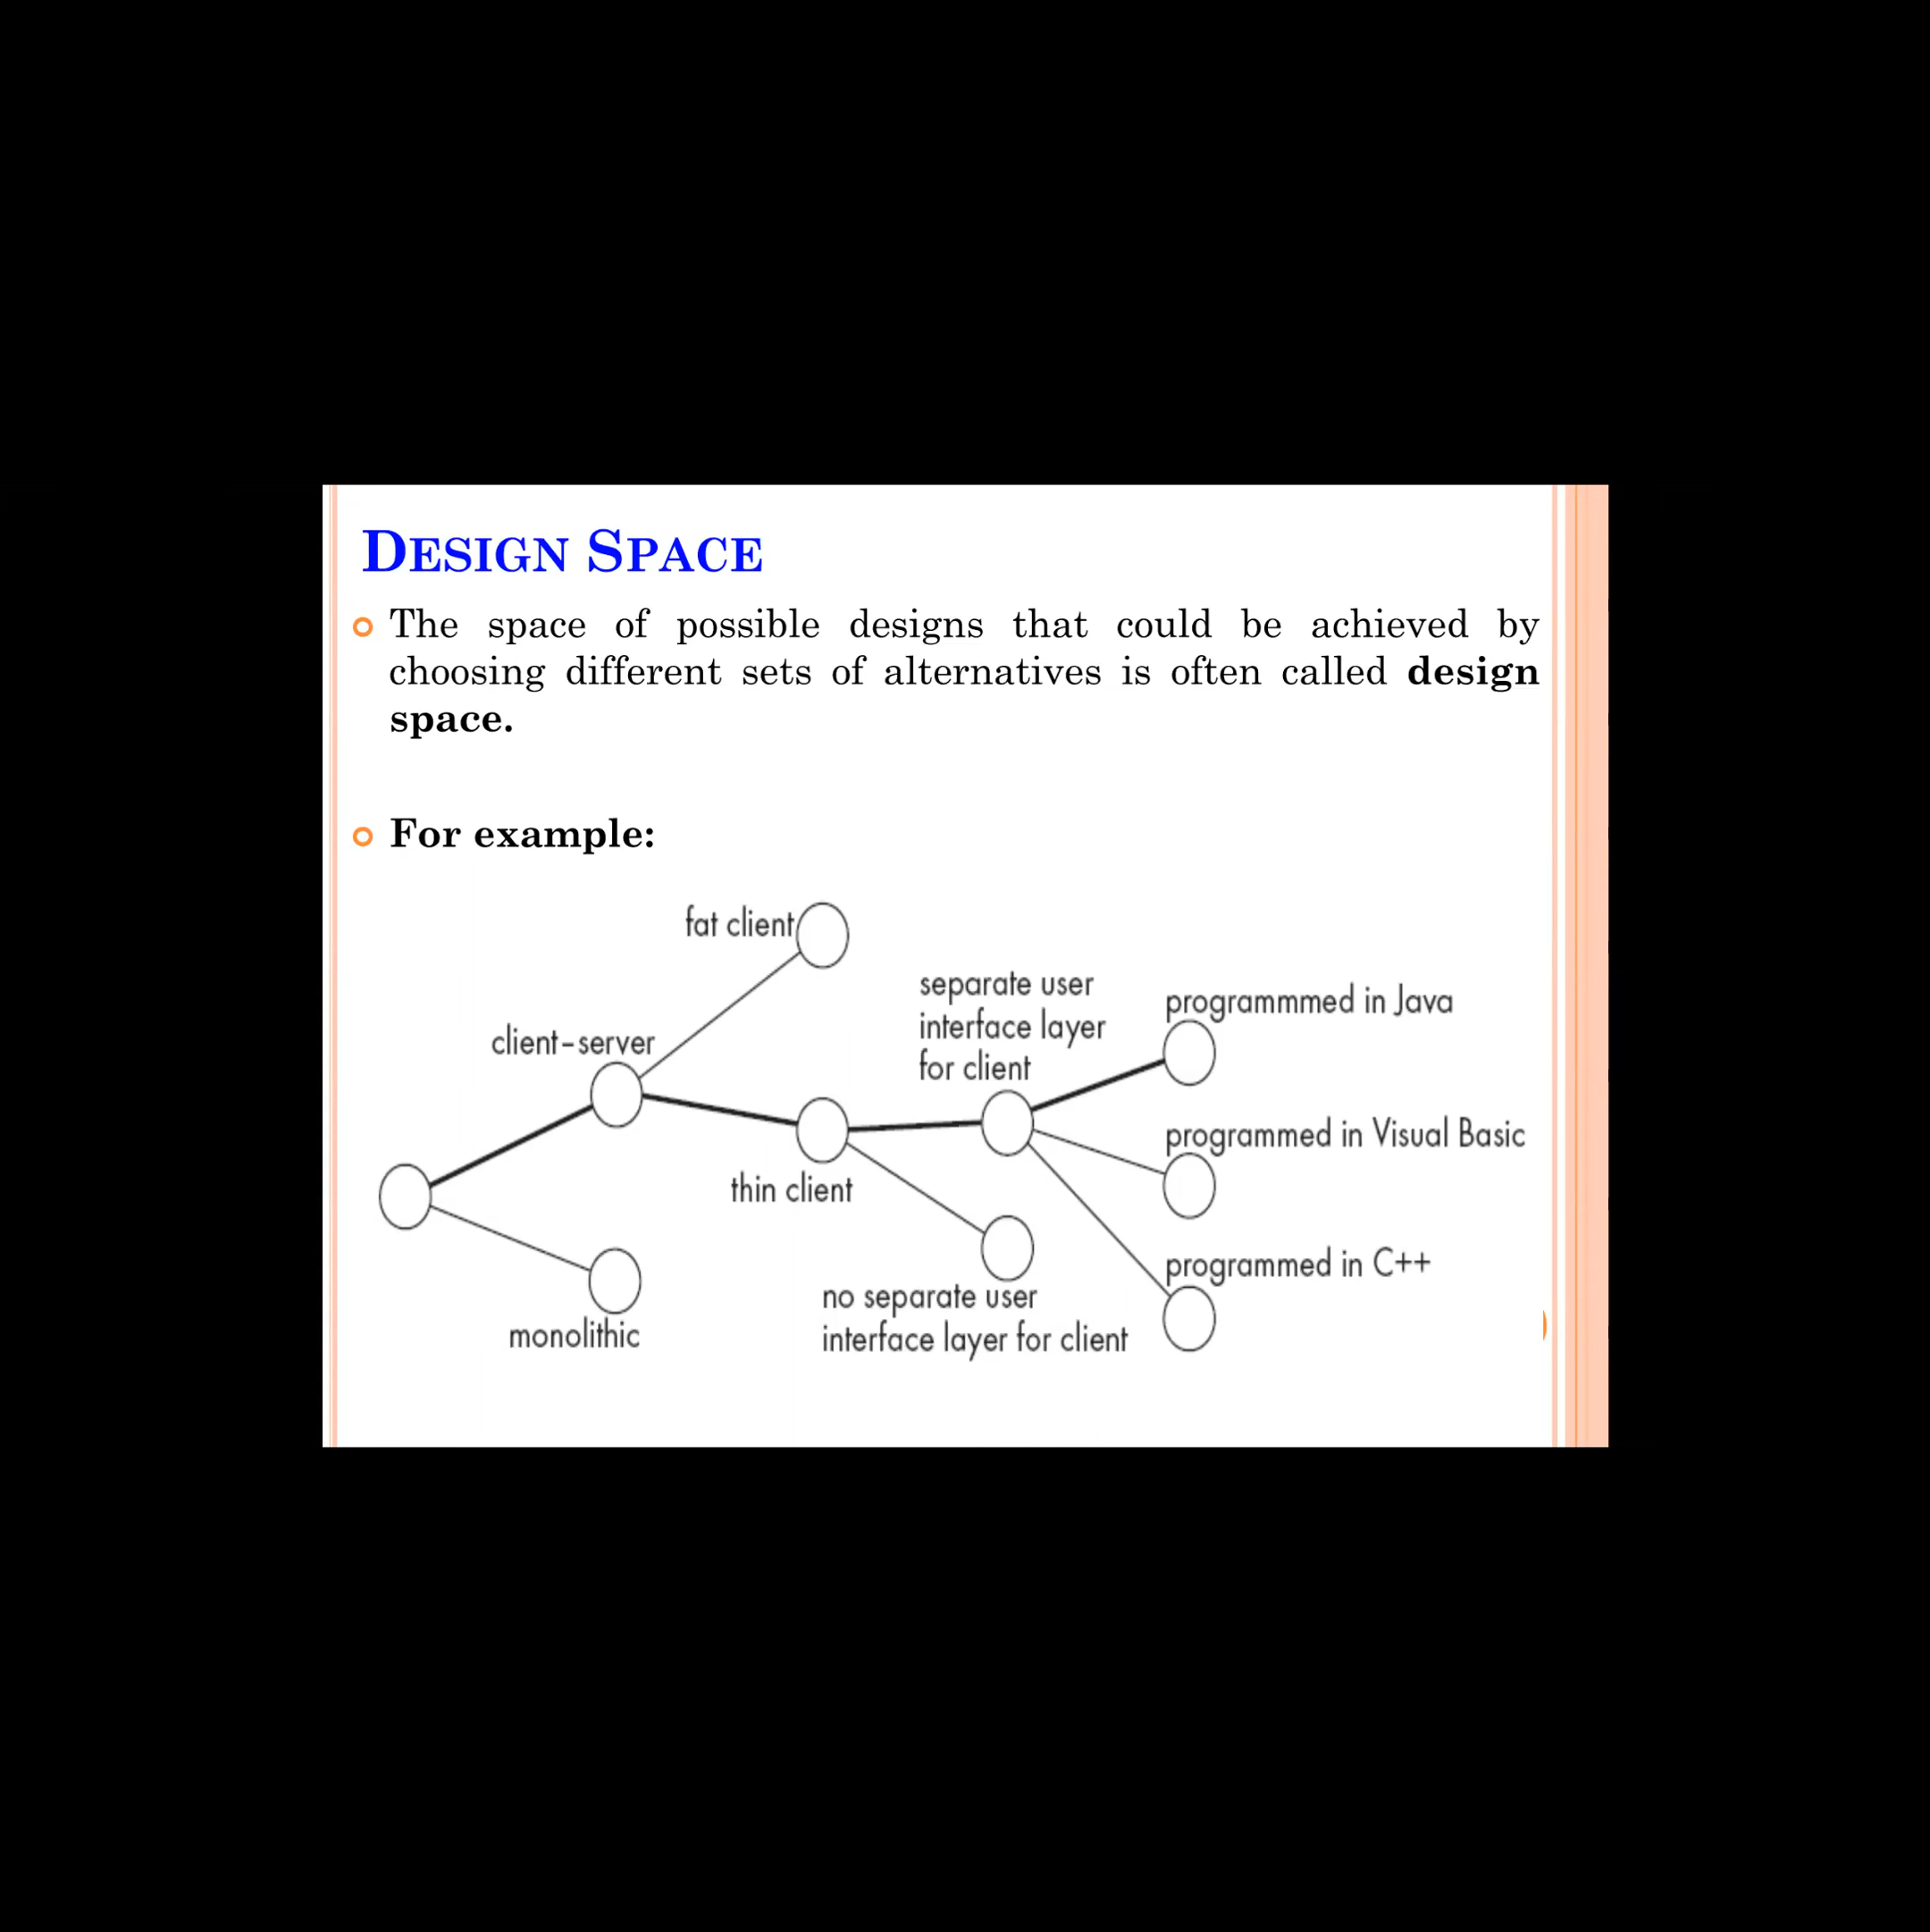 DESIGN SPACE
The space of possible designs that could be achieved by
choosing different sets of alternatives is often called design
space.
For example:
fat client
separate user
interface layer
for client
programmmed in Java
client-server
programmed in Visual Basic
thin client
programmed in C++
no separate user
interface layer for client
monolithic